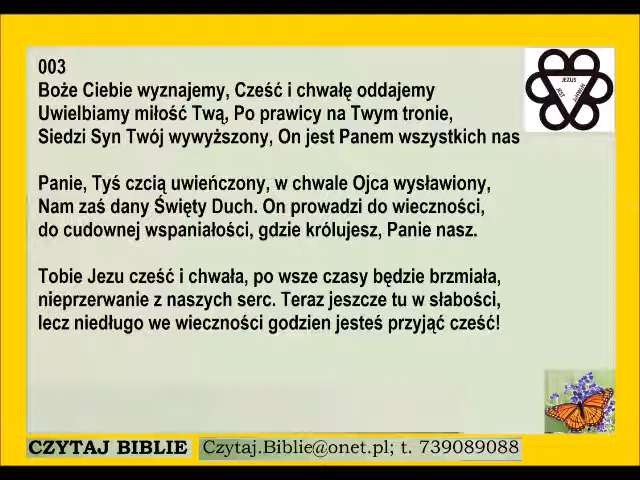 003
Boże Ciebie wyznajemy, Cześć i chwałę oddajemy
Uwielbiamy miłość Twą, Po prawicy na Twym tronie,
Siedzi Syn Twój wywyższony, On jest Panem wszystkich nas
Panie, Tyś czcią uwieńczony, w chwale Ojca wysławiony,
Nam zaś dany Święty Duch. On prowadzi do wieczności,
do cudownej wspaniałości, gdzie królujesz, Panie nasz.
Tobie Jezu cześć i chwała, po wsze czasy będzie brzmiała,
nieprzerwanie z naszych serc. Teraz jeszcze tu w słabości,
lecz niedługo we wieczności godzien jesteś przyjąć cześć!
JEZUS
JEST
CZYTAJ BIBLIE Czytaj.Biblie@onet.pl; t. 739089088